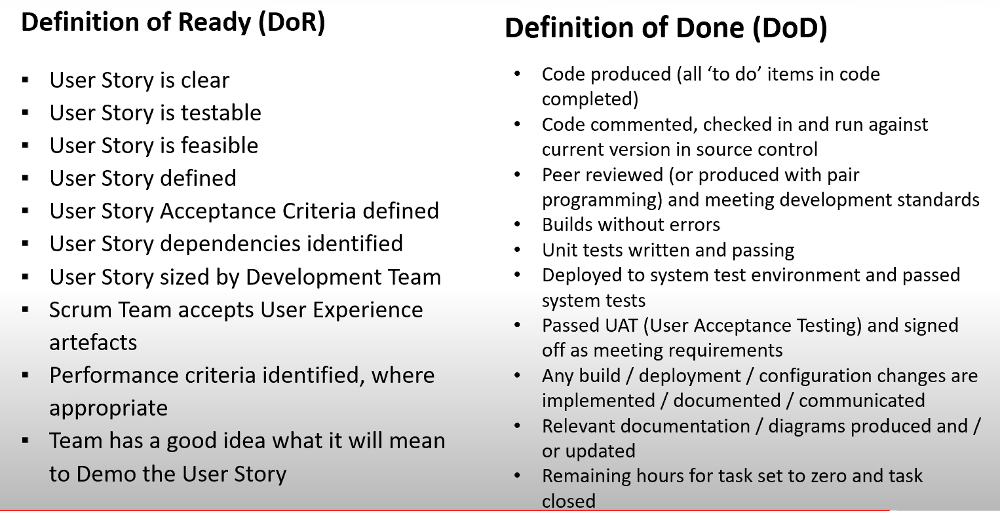 Definition of Ready (DoR)
▪ User Story is clear
▪ User Story is testable
▪ User Story is feasible
▪ User Story defined
▪ User Story Acceptance Criteria defined
▪ User Story dependencies identified
▪ User Story sized by Development Team
▪ Scrum Team accepts User Experience
artefacts
▪ Performance criteria identified, where
appropriate
▪ Team has a good idea what it will mean
to Demo the User Story
Definition of Done (DoD)
• Code produced (all ‘to do’ items in code
completed)
• Code commented, checked in and run against
current version in source control
• Peer reviewed (or produced with pair
programming) and meeting development standards
• Builds without errors
• Unit tests written and passing
• Deployed to system test environment and passed
system tests
• Passed UAT (User Acceptance Testing) and signed
off as meeting requirements
• Any build / deployment / configuration changes are
implemented / documented / communicated
• Relevant documentation / diagrams produced and /
or updated
• Remaining hours for task set to zero and task
closed